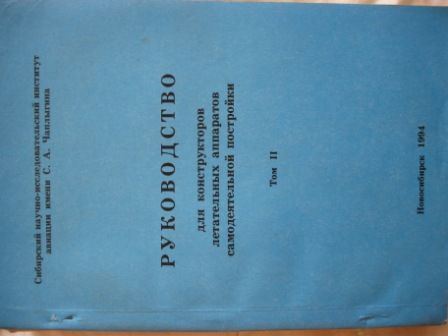 Сибирский научно-исследовательский институт
авиации имени С. А. Чаплыгина
РУКОВОДСТВО
для конструкторов
летательных аппаратов
самодеятельной постройки
Том II
Новосибирск 1994